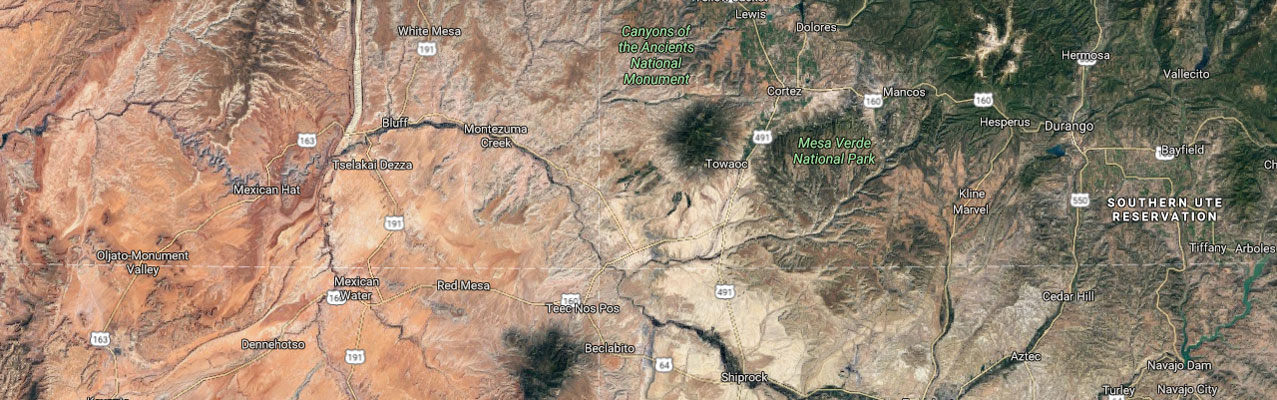 Lewis
Dolores
White Mesa
191
Canyons of
the Ancients
National
Monument
Hermosa
Vallecito
Cortez
160
Mancos
160
Bluff
Montezuma
Creek
163
491
Hesperus
Durango
Bayfield
Mesa Verde
National Park
Tselakai Dezza
Towaoc
Mexican Hat
Kline
Marvel
550
SOUTHERN UTE
RESERVATION
191
Tiffany
Arboles
Oljato-Monument
Valley
Mexican
Water
Red Mesa
160
Teec Nos Pos
491
Cedar Hill
163
Dennehotso
191
Beclabito
64
Shiprock
Aztec
Navajo Dam
Turley
Navajo City